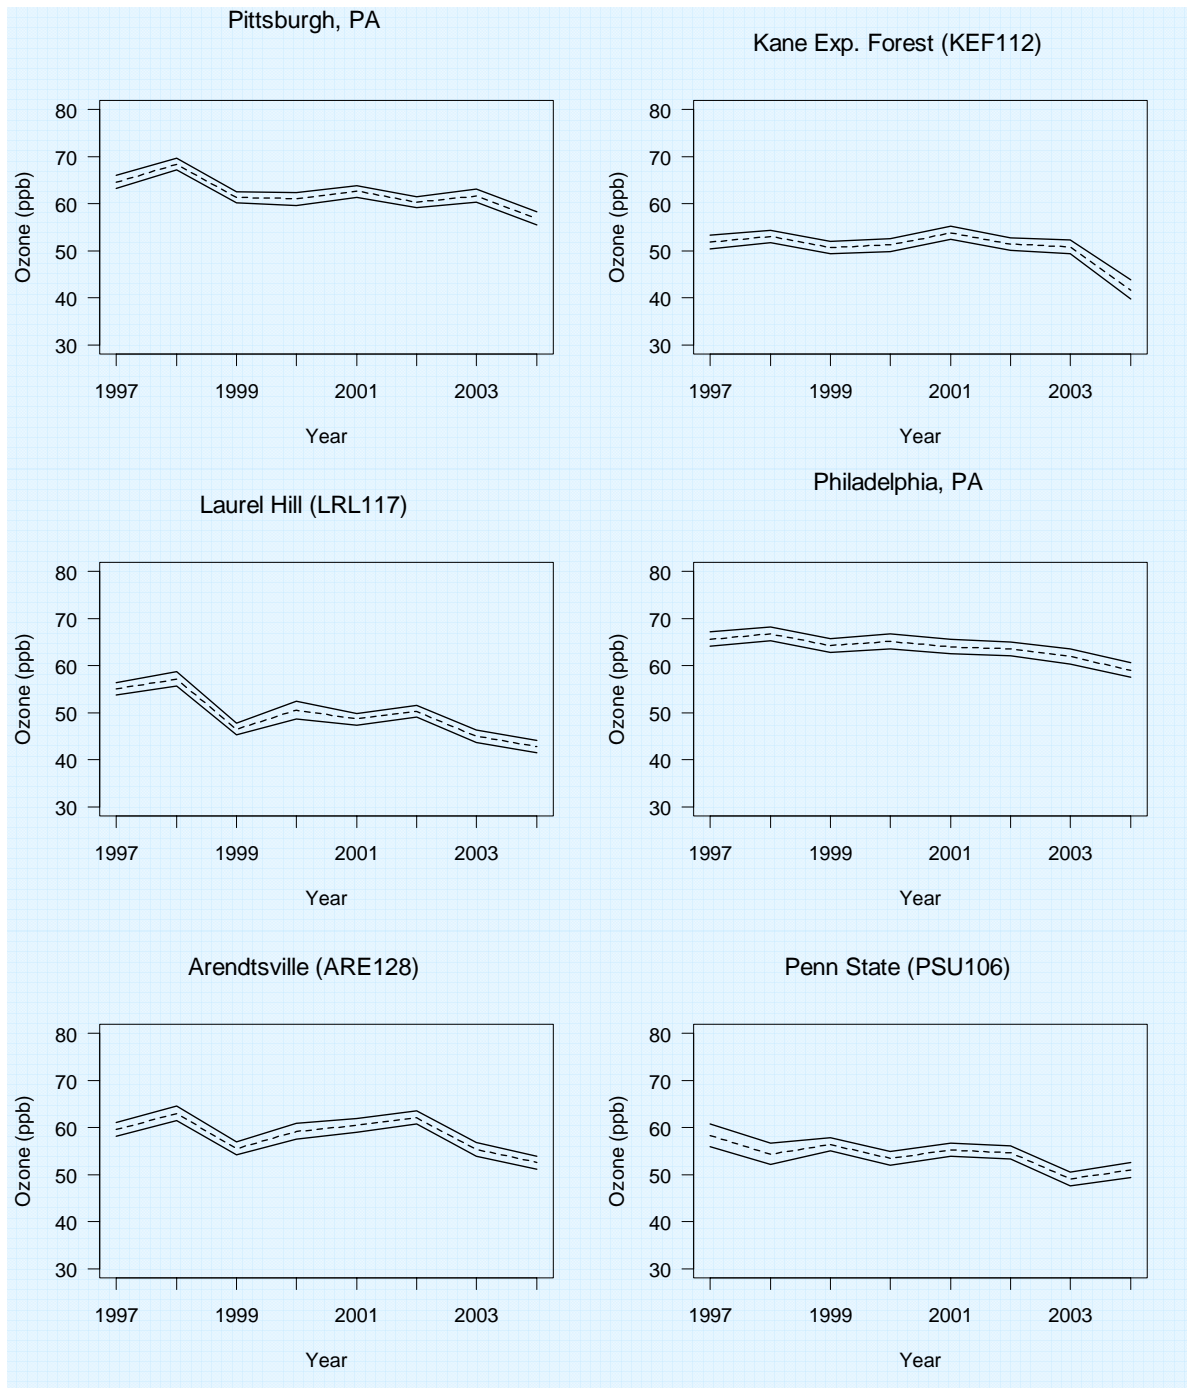 Pittsburgh, PA
80
70
60
50
40
30
Ozone (ppb)
1997 1999 2001 2003
Year
Kane Exp. Forest (KEF112)
80
70
60
50
40
30
Ozone (ppb)
1997 1999 2001 2003
Year
Laurel Hill (LRL117)
80
70
60
50
40
30
Ozone (ppb)
1997 1999 2001 2003
Year
Philadelphia, PA
80
70
60
50
40
30
Ozone (ppb)
1997 1999 2001 2003
Year
Arendtsville (ARE128)
80
70
60
50
40
30
Ozone (ppb)
1997 1999 2001 2003
Year
Penn State (PSU106)
80
70
60
50
40
30
Ozone (ppb)
1997 1999 2001 2003
Year